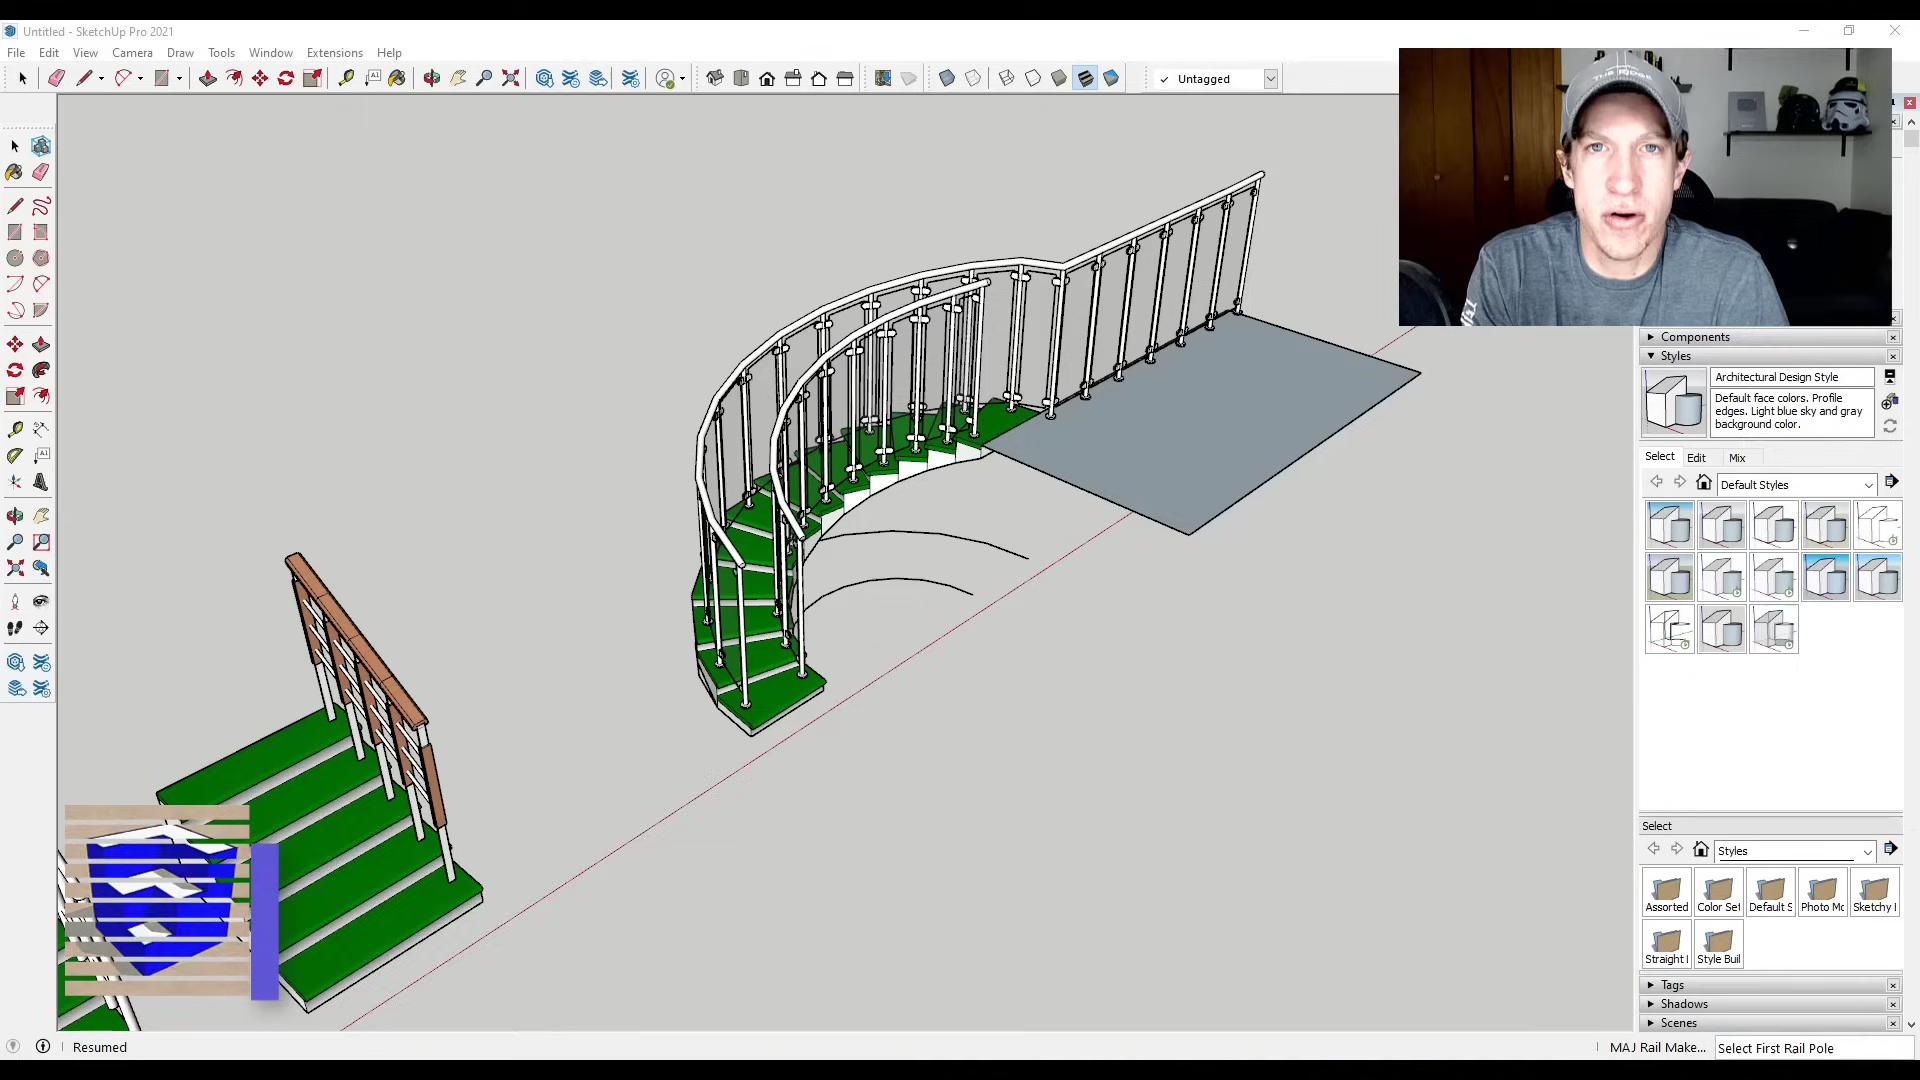 Untitled - SketchUp Pro 2021
File Edit View Camera Draw Tools Window Extensions Help
Untagged
THE RIDGE
Components
Styles
Architectural Design Style
Default face colors. Profile
edges. Light blue sky and gray
background color.
Select Edit Mix
Default Styles
Select
Styles
Assorted Color Set Default S Photo Mo Sketchy I
Straight l Style Buil
Tags
Shadows
Scenes
Resumed
MAJ Rail Make... Select First Rail Pole